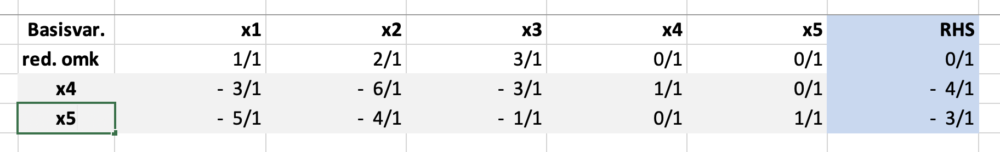 Basisvar. x1 x2 x3 x4 x5 RHS
red. omk 1/1 2/1 3/1 0/1 0/1 0/1
x4 - 3/1 - 6/1 - 3/1 1/1 0/1 - 4/1
x5 - 5/1 - 4/1 - 1/1 0/1 1/1 - 3/1